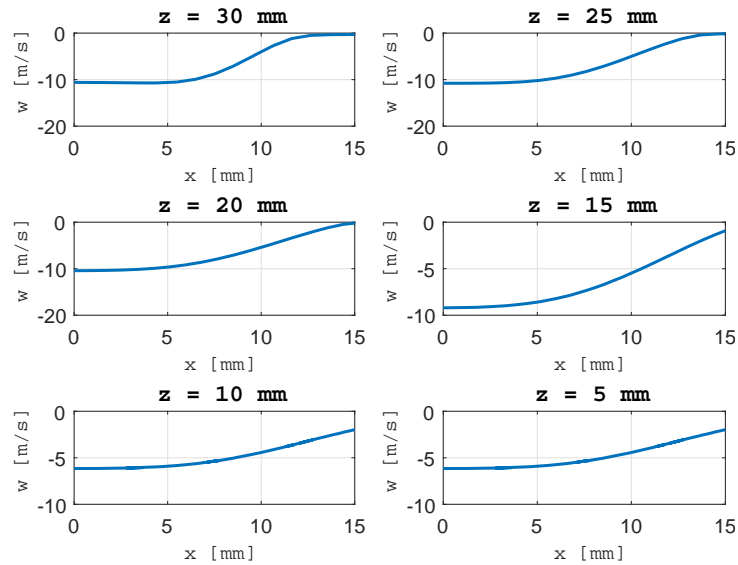 z = 30 mm
0
-10
-20
w [m/s]
0 5 10 15
x [mm]
z = 25 mm
0
-10
-20
w [m/s]
0 5 10 15
x [mm]
z = 20 mm
0
-10
-20
w [m/s]
0 5 10 15
x [mm]
z = 15 mm
0
-5
-10
w [m/s]
0 5 10 15
x [mm]
z = 10 mm
0
-5
-10
w [m/s]
0 5 10 15
x [mm]
z = 5 mm
0
-5
-10
w [m/s]
0 5 10 15
x [mm]